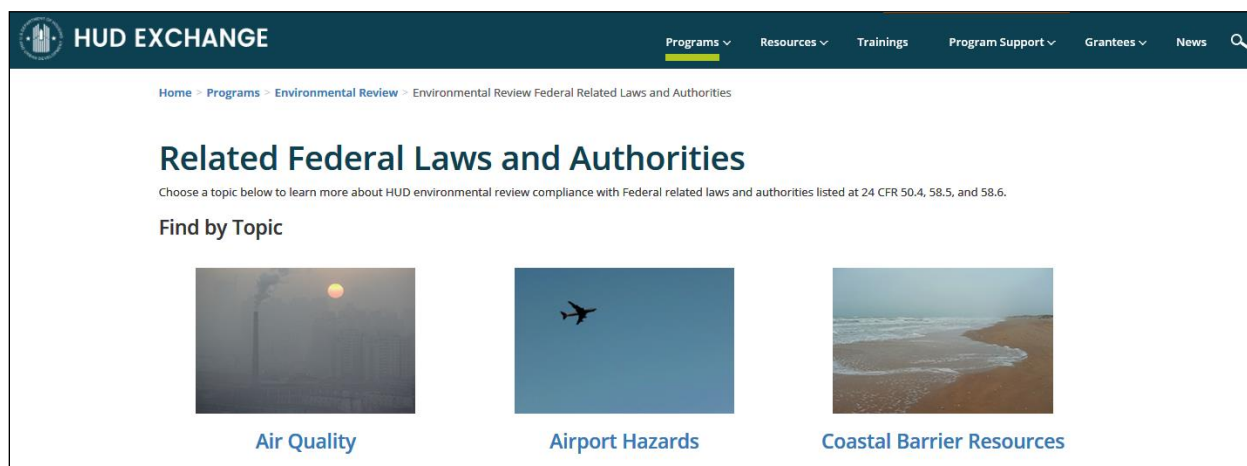 HUD EXCHANGE
Programs Resources Trainings Program Support Grantees News
Home > Programs > Environmental Review > Environmental Review Federal Related Laws and Authorities
Related Federal Laws and Authorities
Choose a topic below to learn more about HUD environmental review compliance with Federal related laws and authorities listed at 24 CFR 50.4, 58.5, and 58.6.
Find by Topic
Air Quality Airport Hazards Coastal Barrier Resources